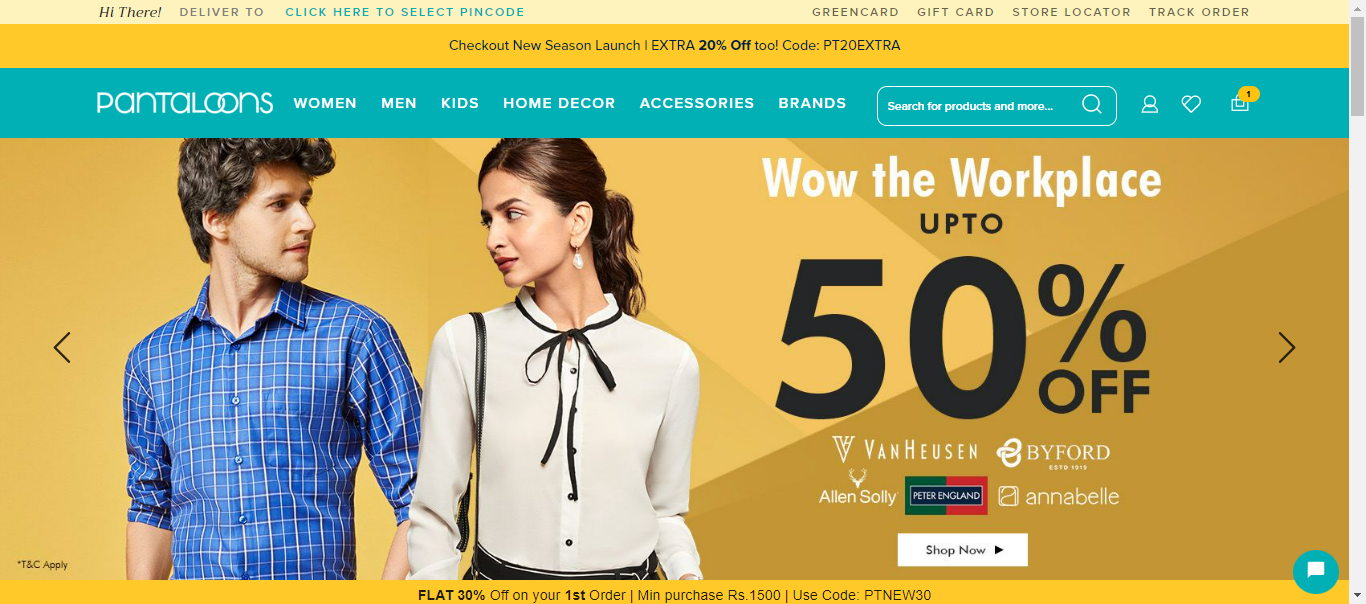 Hi There! DELIVER TO CLICK HERE TO SELECT PINCODE GREENCARD GIFT CARD STORE LOCATOR TRACK ORDER
Checkout New Season Launch | EXTRA 20% Off too! Code: PT20EXTRA
PANTALOONS WOMEN MEN KIDS HOME DECOR ACCESSORIES BRANDS Search for products and more... 1
Wow the Workplace
UPTO
50% OFF
VAN HEUSEN BYFORD
ESTD 1919
Allen Solly PETER ENGLAND annabelle
Shop Now
*T&C Apply
FLAT 30% Off on your 1st Order | Min purchase Rs.1500 | Use Code: PTNEW30